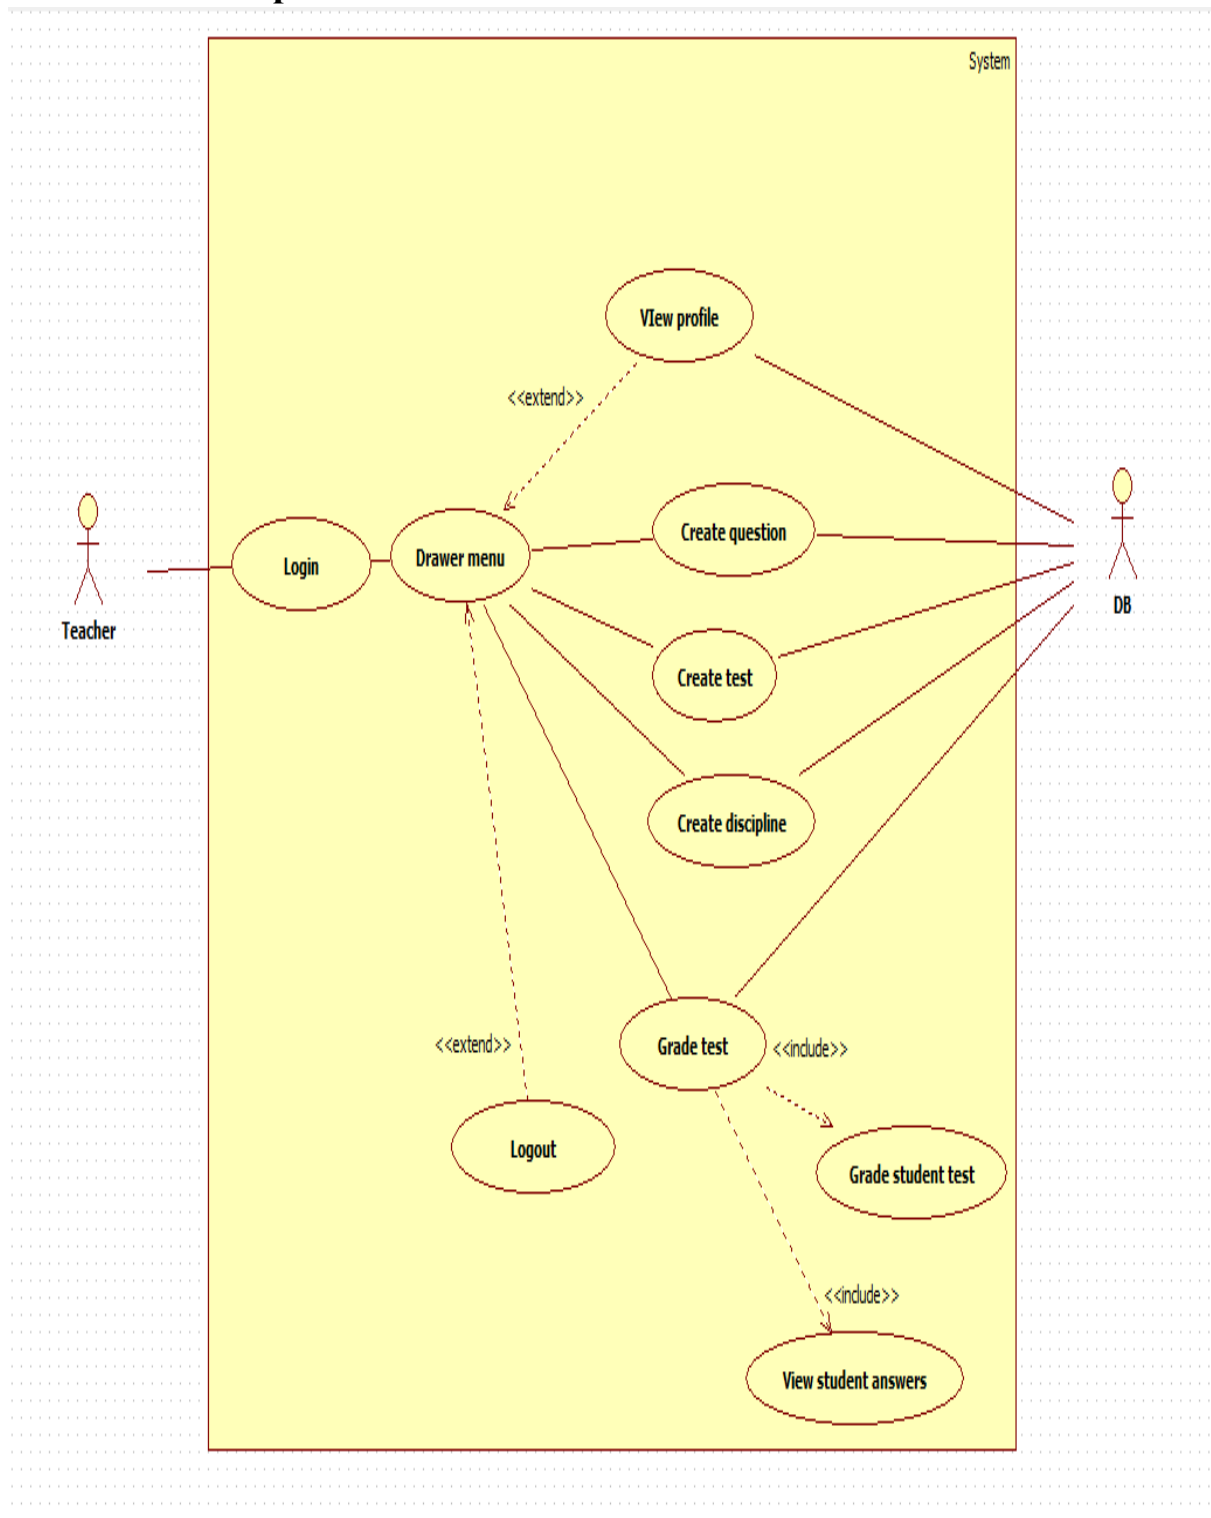 System
VIew profile
<<extend>>
Create question
Login
Drawer menu
DB
Teacher
Create test
Create discipline
<<extend>>
Grade test
<<include>>
Logout
Grade student test
<<include>>
View student answers